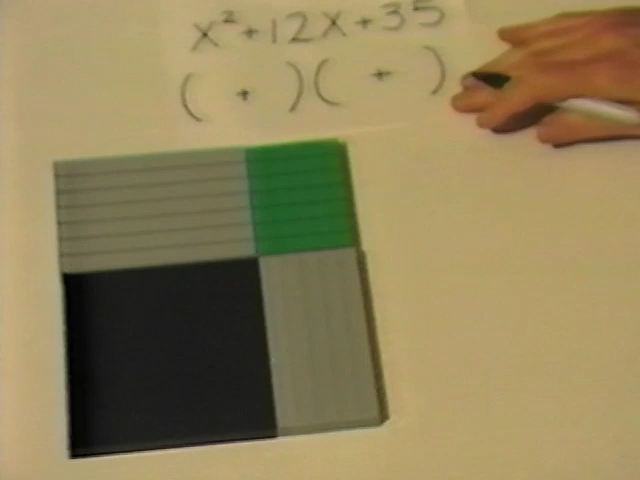 x²+12x+35
( + )( + )